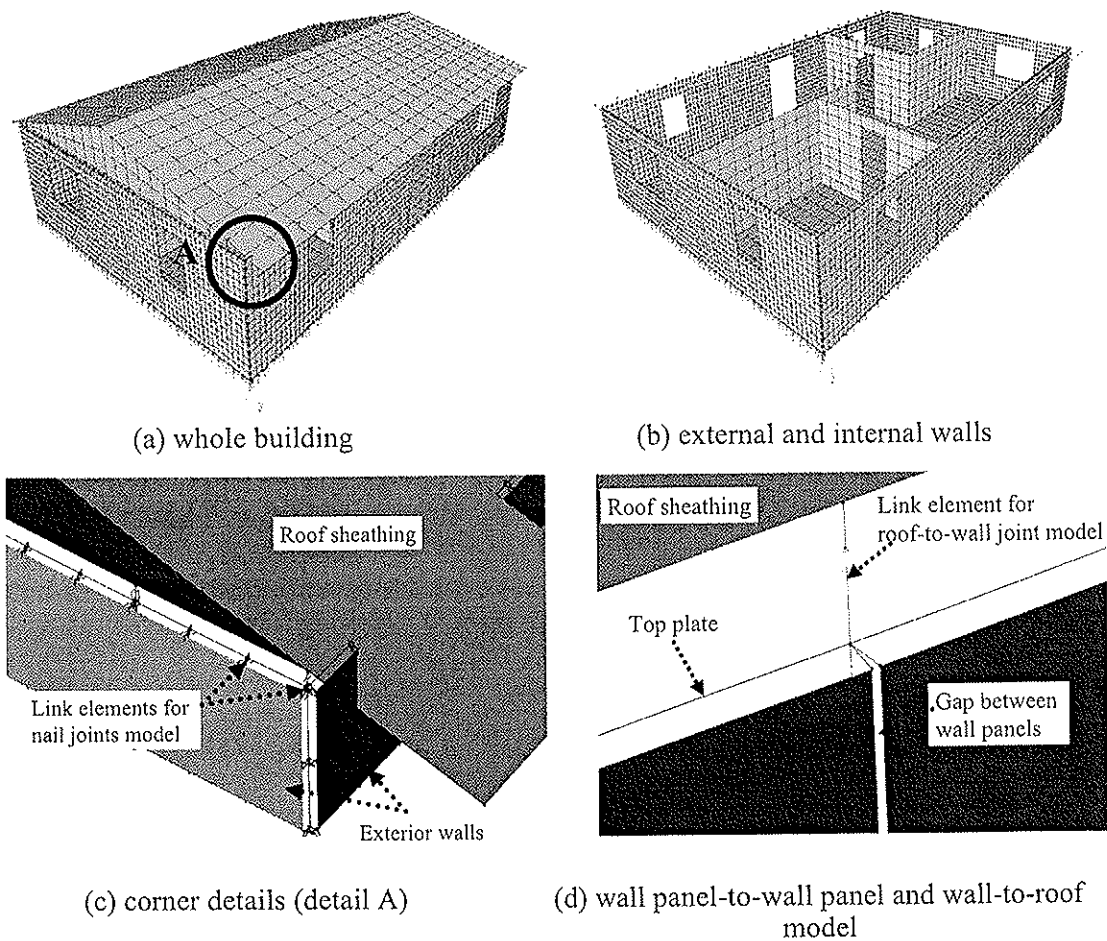 A
(a) whole building
(b) external and internal walls
Roof sheathing
Link elements for
nail joints model
Exterior walls
(c) corner details (detail A)
Roof sheathing
Link element for
roof-to-wall joint model
Top plate
Gap between
wall panels
(d) wall panel-to-wall panel and wall-to-roof
model